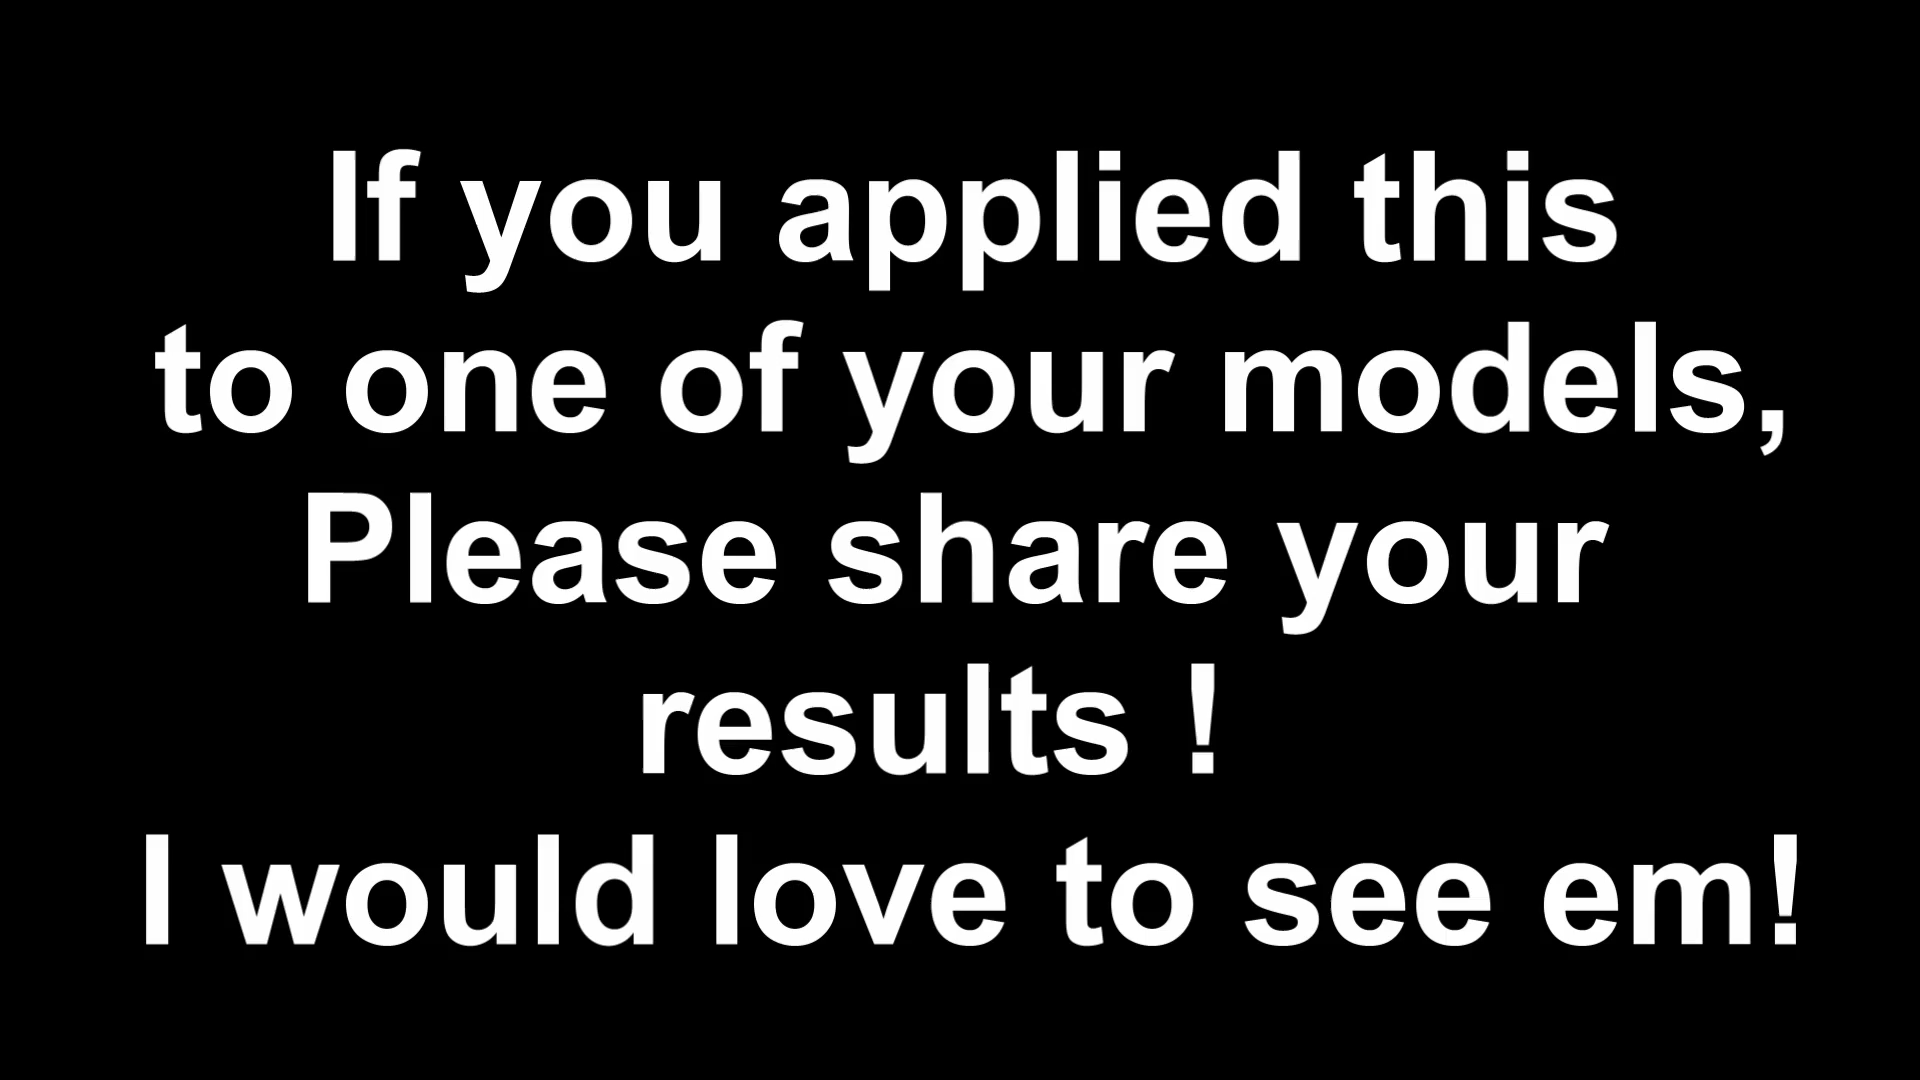 If you applied this
to one of your models,
Please share your
results !
I would love to see em!